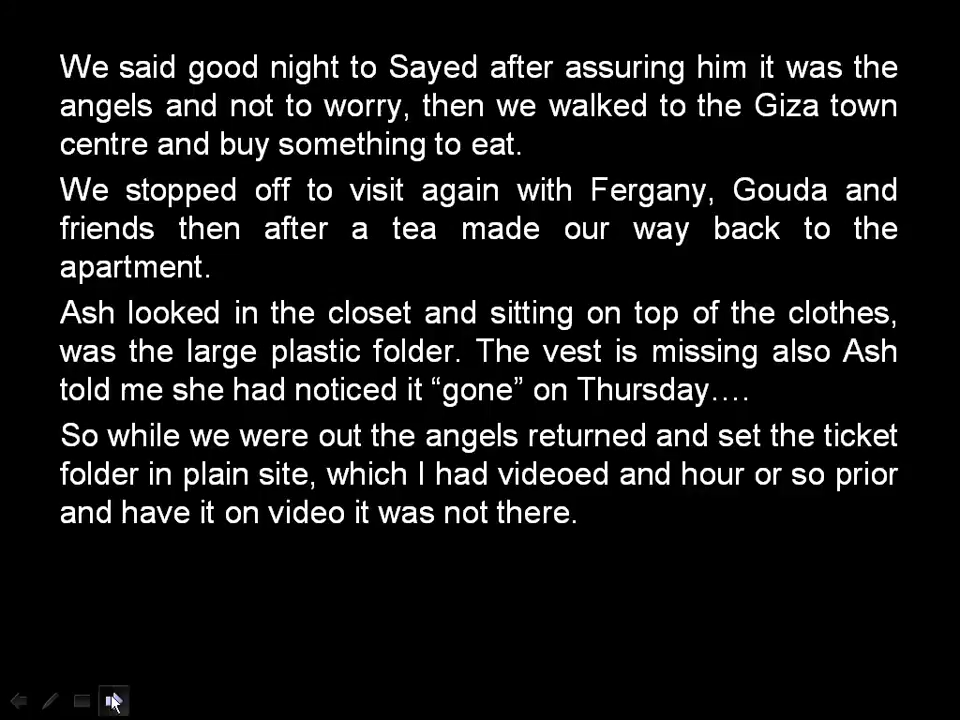 We said good night to Sayed after assuring him it was the
angels and not to worry, then we walked to the Giza town
centre and buy something to eat.
We stopped off to visit again with Fergany, Gouda and
friends then after a tea made our way back to the
apartment.
Ash looked in the closet and sitting on top of the clothes,
was the large plastic folder. The vest is missing also Ash
told me she had noticed it “gone” on Thursday….
So while we were out the angels returned and set the ticket
folder in plain site, which I had videoed and hour or so prior
and have it on video it was not there.